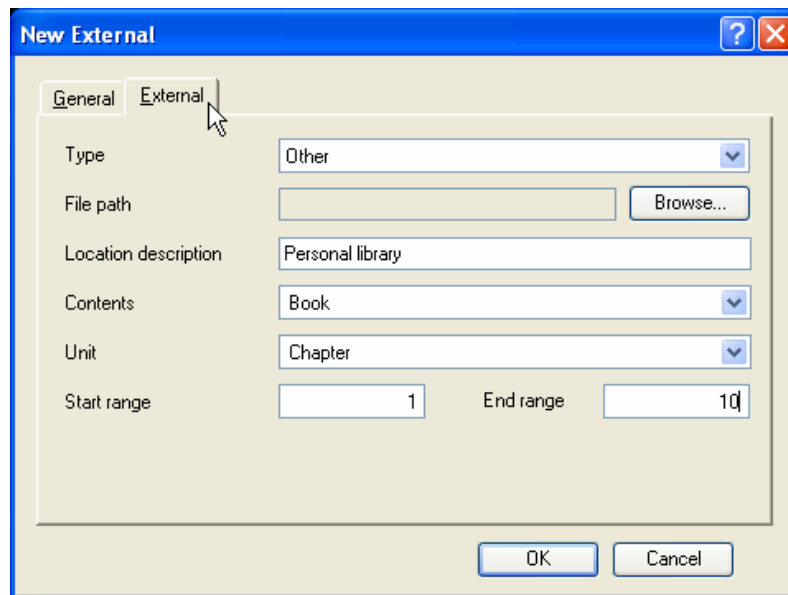 New External
General External
Type Other
File path Browse...
Location description Personal library
Contents Book
Unit Chapter
Start range 1 End range 10
OK Cancel